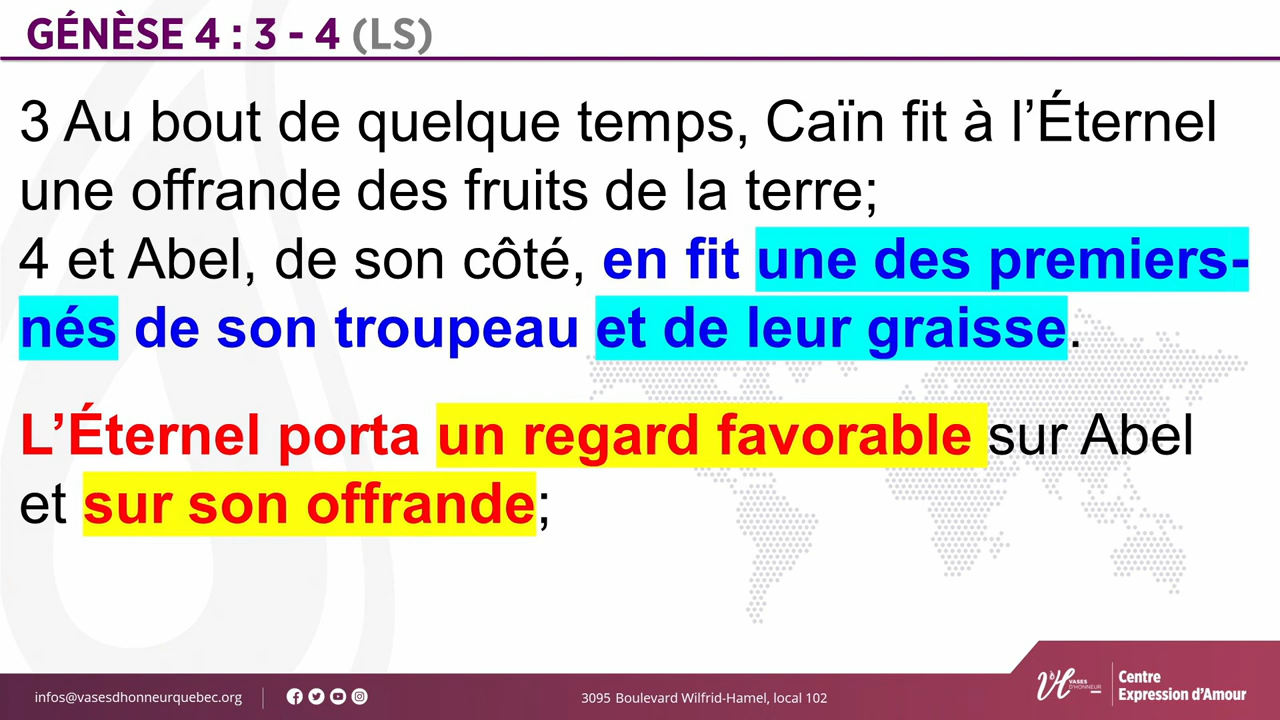 GÉNÈSE 4 : 3 - 4 (LS)
3 Au bout de quelque temps, Caïn fit à l’Éternel
une offrande des fruits de la terre;
4 et Abel, de son côté, en fit une des premiers-
nés de son troupeau et de leur graisse.
L’Éternel porta un regard favorable sur Abel
et sur son offrande;
infos@vasesdhonneurquebec.org
3095 Boulevard Wilfrid-Hamel, local 102
VASES
D'HONNEUR
Centre
Expression d’Amour